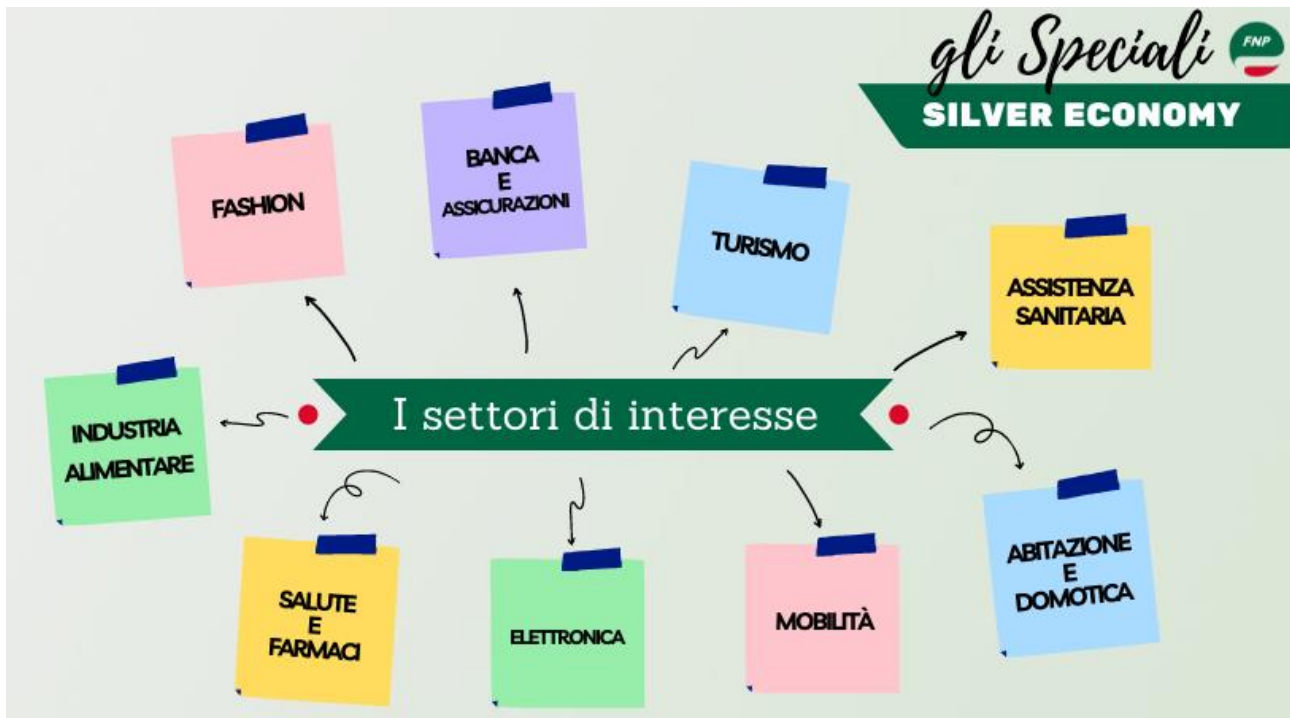 gli Speciali
FNP
SILVER ECONOMY
FASHION
BANCA
E
ASSICURAZIONI
TURISMO
ASSISTENZA
SANITARIA
I settori di interesse
INDUSTRIA
ALIMENTARE
SALUTE
E
FARMACI
ELETTRONICA
MOBILITÀ
ABITAZIONE
E
DOMOTICA